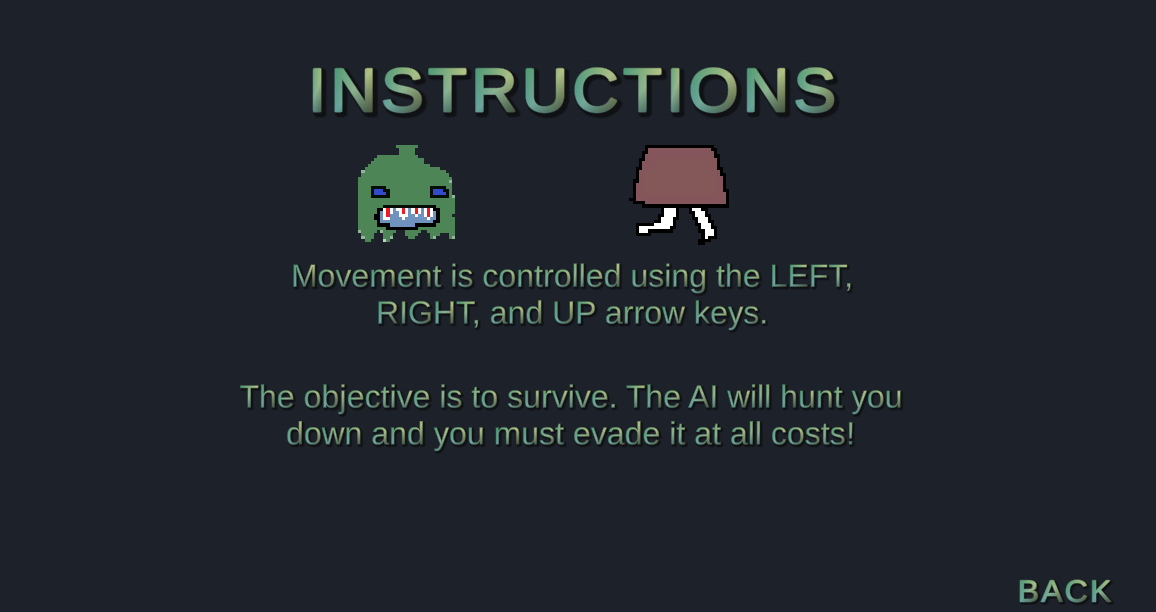 INSTRUCTIONS
Movement is controlled using the LEFT,
RIGHT, and UP arrow keys.
The objective is to survive. The AI will hunt you
down and you must evade it at all costs!
BACK